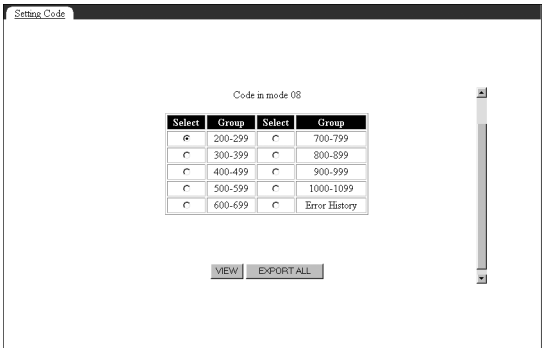 Setting Code
Code in mode 08
Select Group Select Group
200-299 700-799
300-399 800-899
400-499 900-999
500-599 1000-1099
600-699 Error History
VIEW EXPORT ALL